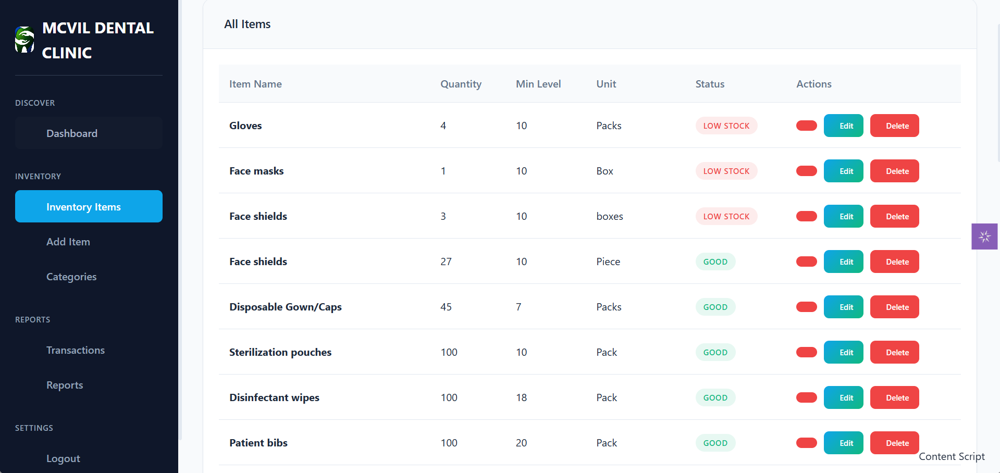 MCVIL DENTAL
CLINIC
DISCOVER
Dashboard
INVENTORY
Inventory Items
Add Item
Categories
REPORTS
Transactions
Reports
SETTINGS
Logout
All Items
Item Name Quantity Min Level Unit Status Actions
Gloves 4 10 Packs LOW STOCK Edit Delete
Face masks 1 10 Box LOW STOCK Edit Delete
Face shields 3 10 boxes LOW STOCK Edit Delete
Face shields 27 10 Piece GOOD Edit Delete
Disposable Gown/Caps 45 7 Packs GOOD Edit Delete
Sterilization pouches 100 10 Pack GOOD Edit Delete
Disinfectant wipes 100 18 Pack GOOD Edit Delete
Patient bibs 100 20 Pack GOOD Edit Delete
Content Script